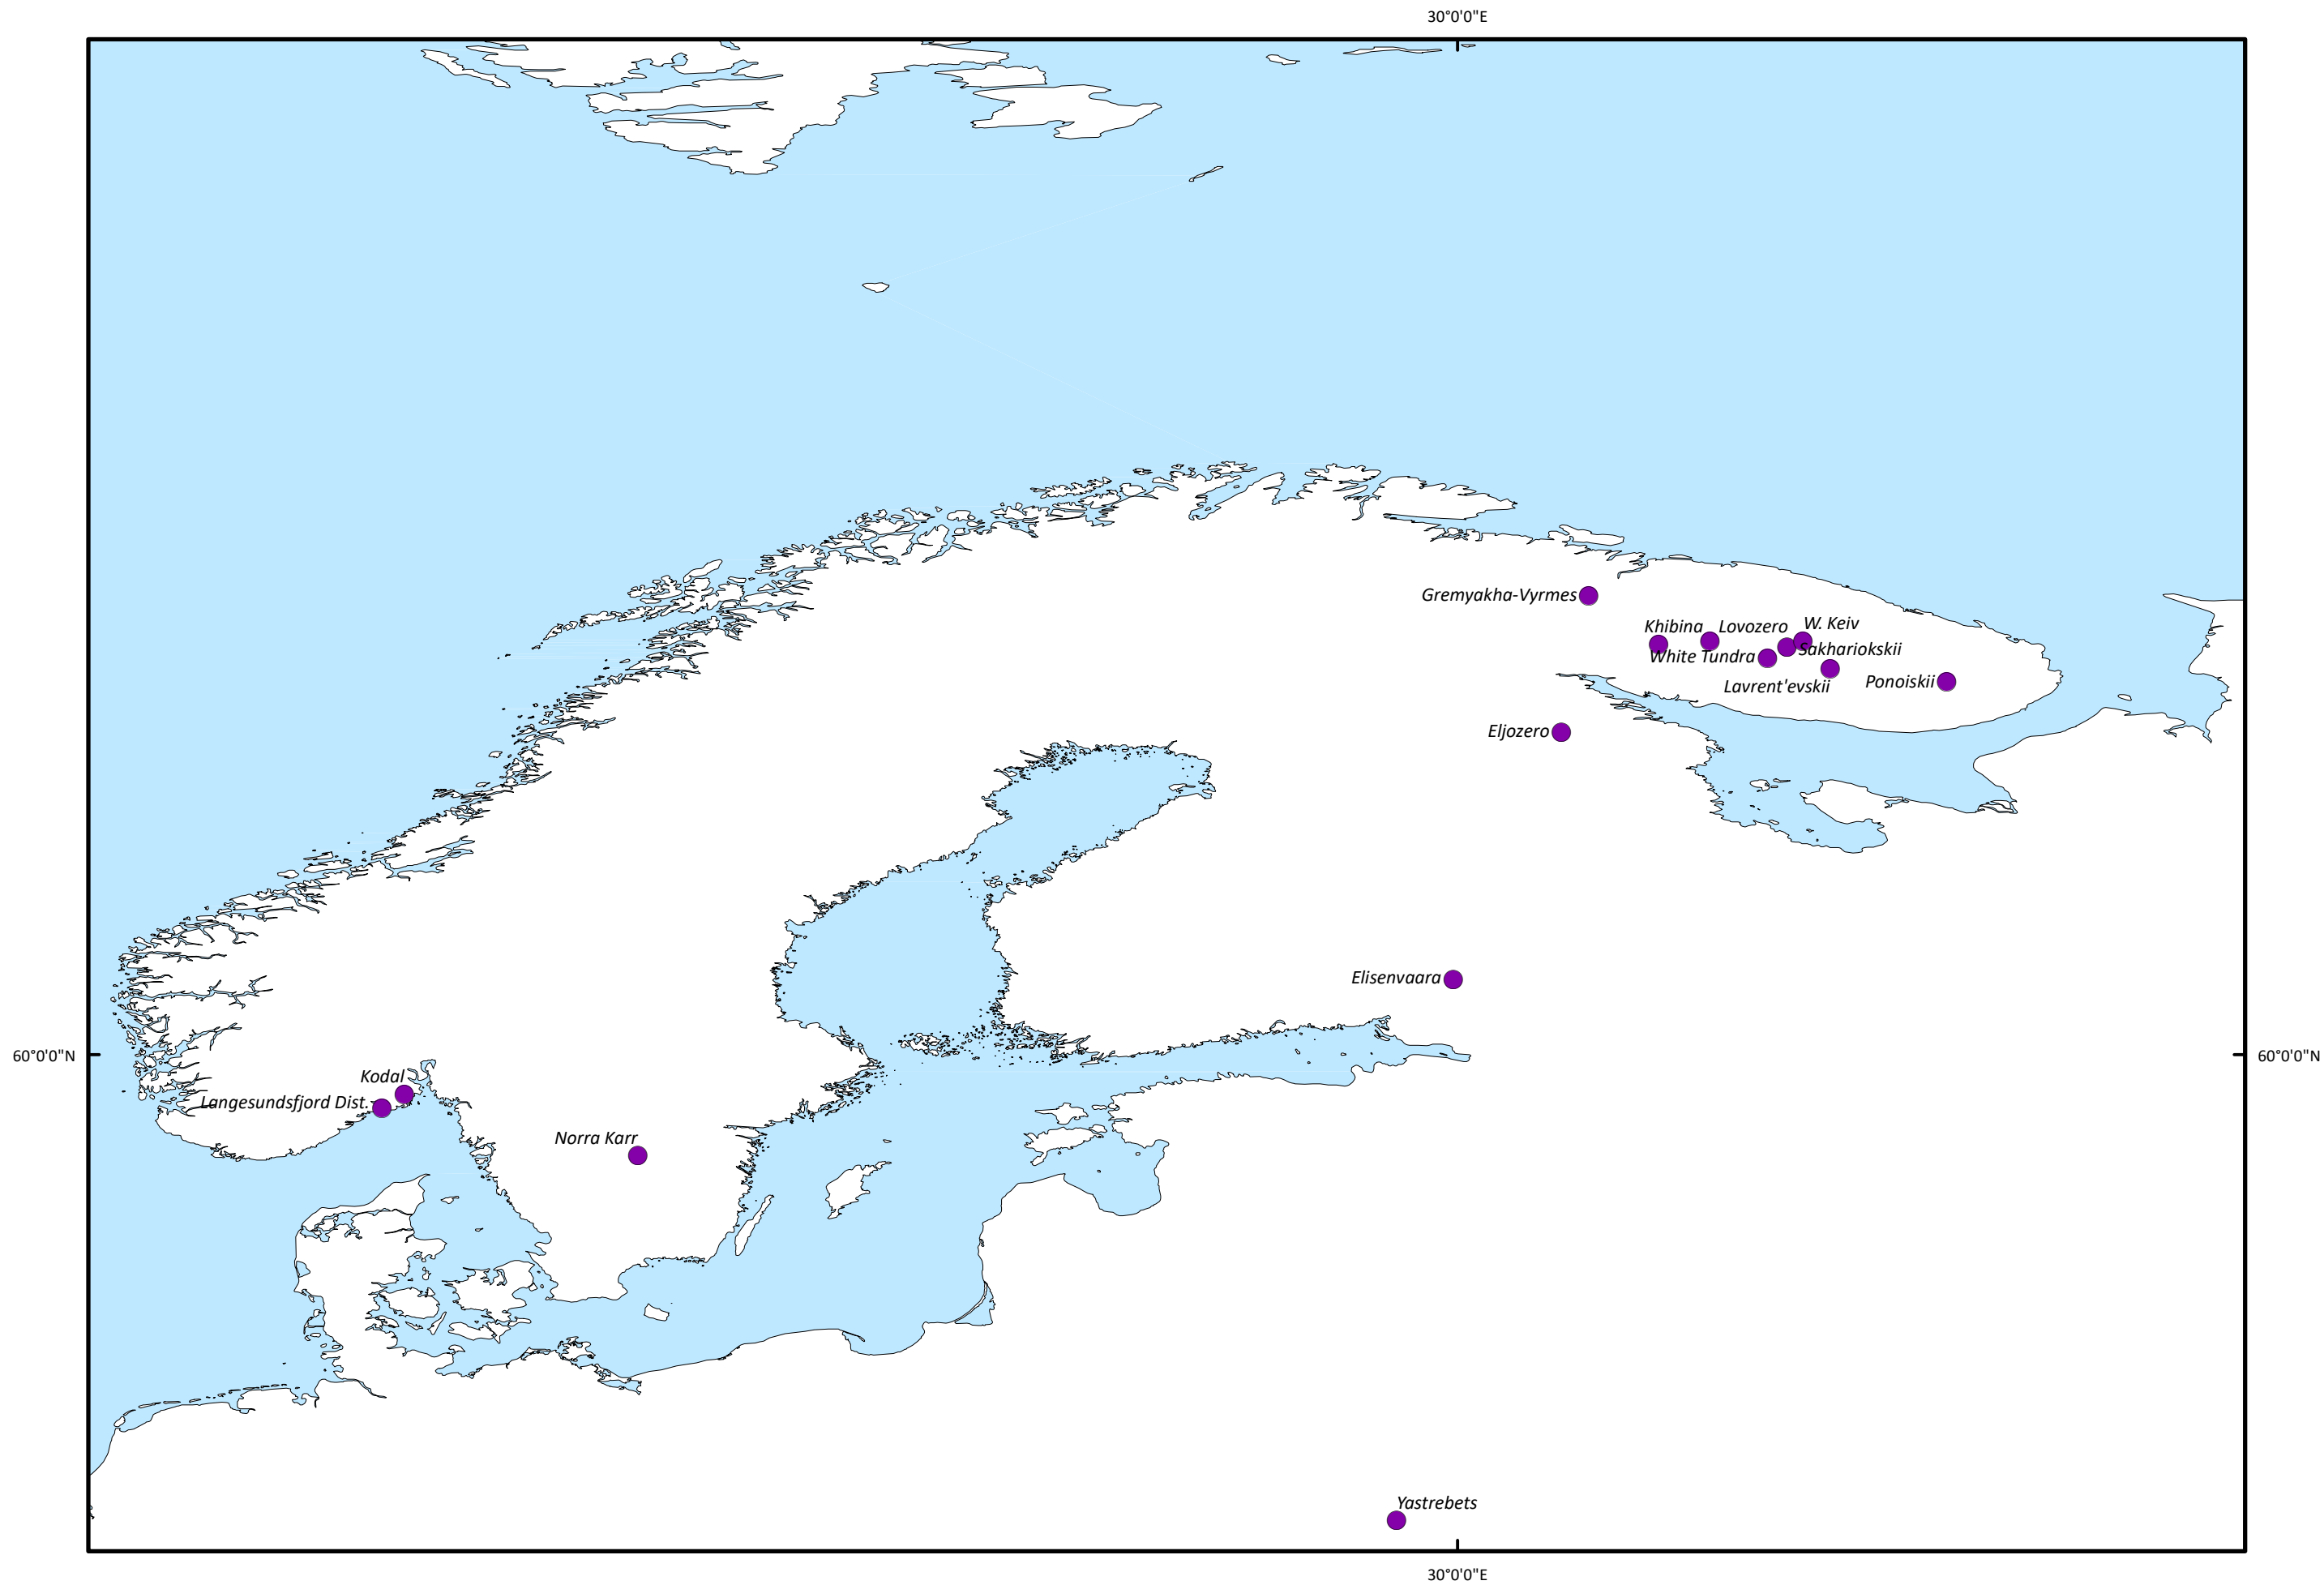 30°0'0"E
Gremyakha-Vyrmes
Khibina
Lovozero
W. Keiv
White Tundra
Sakhariokskii
Lavrent'evskii
Ponoiskii
Eljozero
Elisenvaara
60°0'0"N
60°0'0"N
Kodal
Langesundsfjord Dist.
Norra Karr
Yastrebets
30°0'0"E